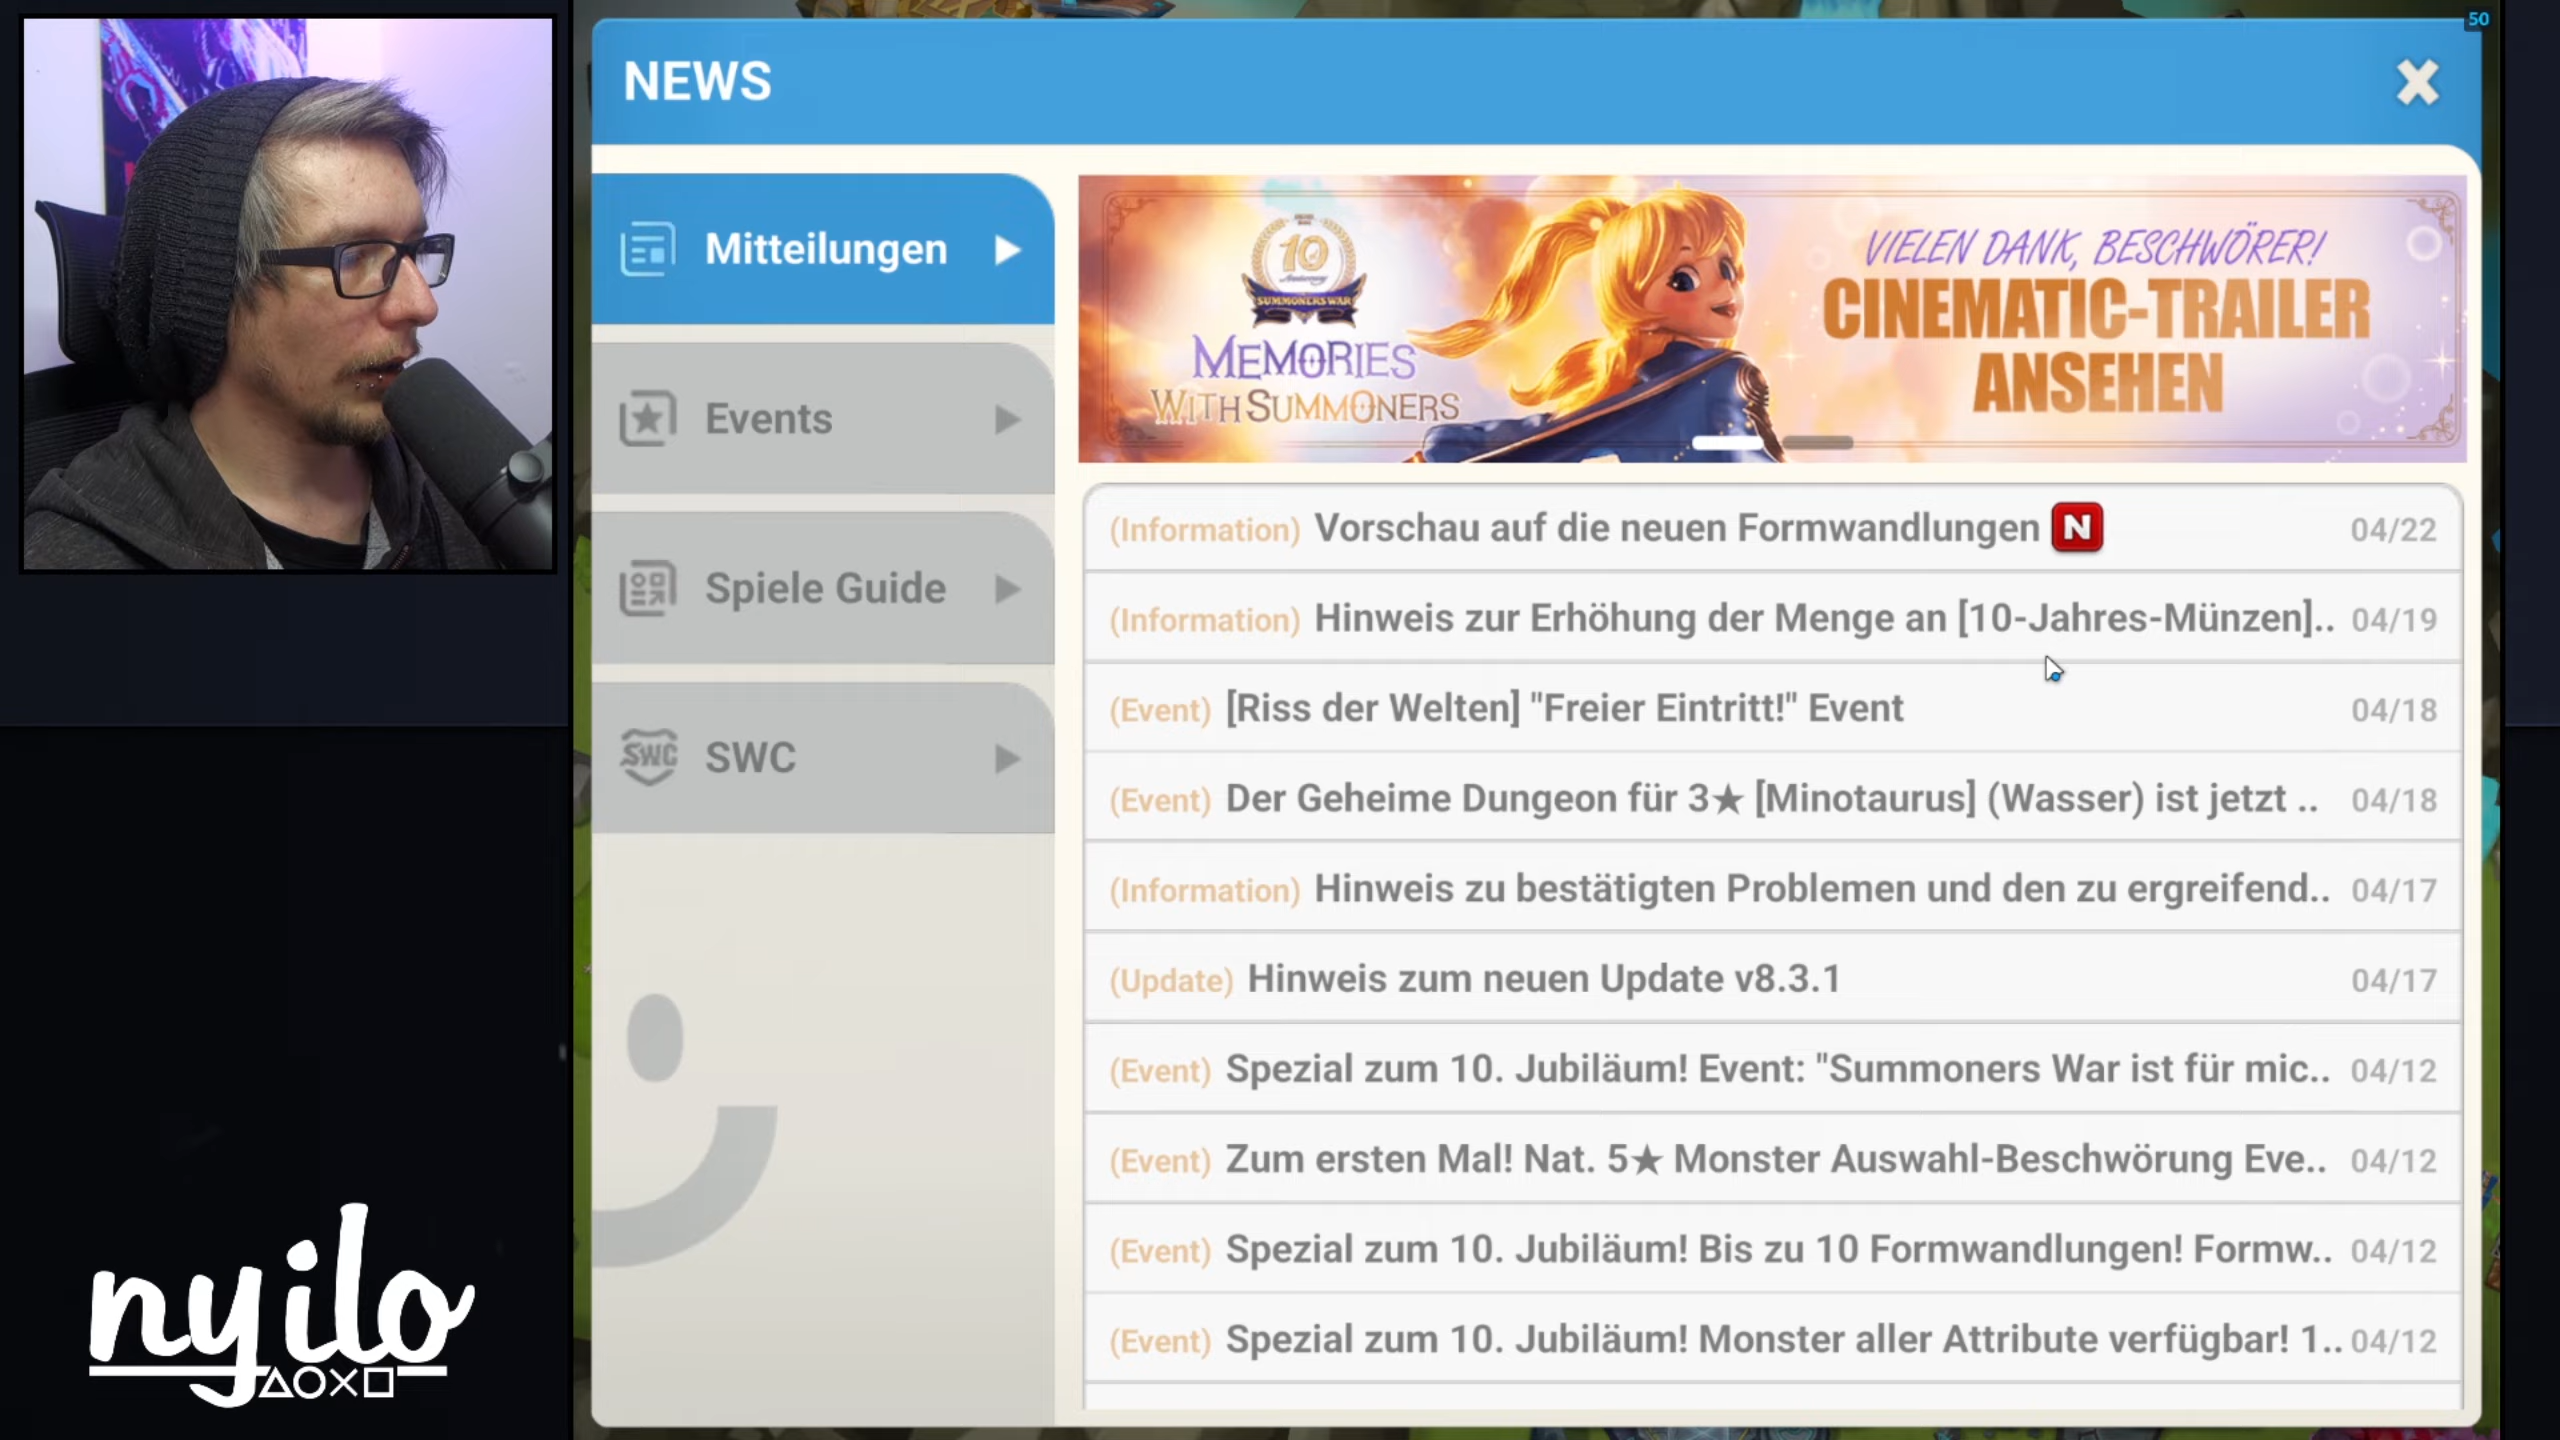 50
NEWS
Mitteilungen
Events
Spiele Guide
SWC
SWC
10
Anniversary
SUMMONERS WAR
MEMORIES
WITH SUMMONERS
VIELEN DANK, BESCHWÖRER!
CINEMATIC-TRAILER
ANSEHEN
(Information) Vorschau auf die neuen Formwandlungen N 04/22
(Information) Hinweis zur Erhöhung der Menge an [10-Jahres-Münzen].. 04/19
(Event) [Riss der Welten] "Freier Eintritt!" Event 04/18
(Event) Der Geheime Dungeon für 3★ [Minotaurus] (Wasser) ist jetzt .. 04/18
(Information) Hinweis zu bestätigten Problemen und den zu ergreifend.. 04/17
(Update) Hinweis zum neuen Update v8.3.1 04/17
(Event) Spezial zum 10. Jubiläum! Event: "Summoners War ist für mic.. 04/12
(Event) Zum ersten Mal! Nat. 5★ Monster Auswahl-Beschwörung Eve.. 04/12
(Event) Spezial zum 10. Jubiläum! Bis zu 10 Formwandlungen! Formw.. 04/12
(Event) Spezial zum 10. Jubiläum! Monster aller Attribute verfügbar! 1.. 04/12
nyilo